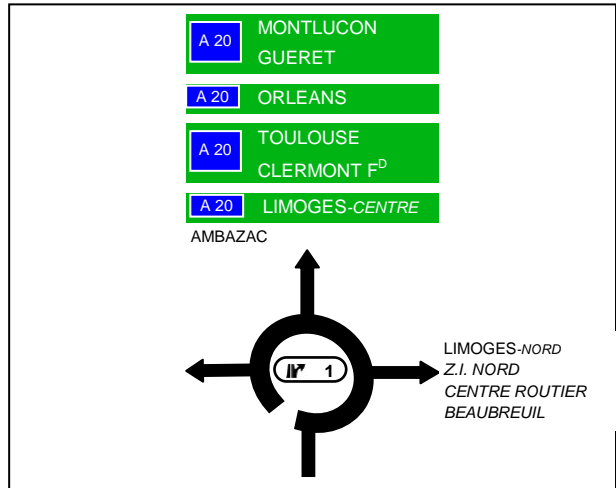 A 20 MONTLUCON
GUERET
A 20 ORLEANS
A 20 TOULOUSE
CLERMONT Fᴰ
A 20 LIMOGES-CENTRE
AMBAZAC
1
LIMOGES-NORD
Z.I. NORD
CENTRE ROUTIER
BEAUBREUIL